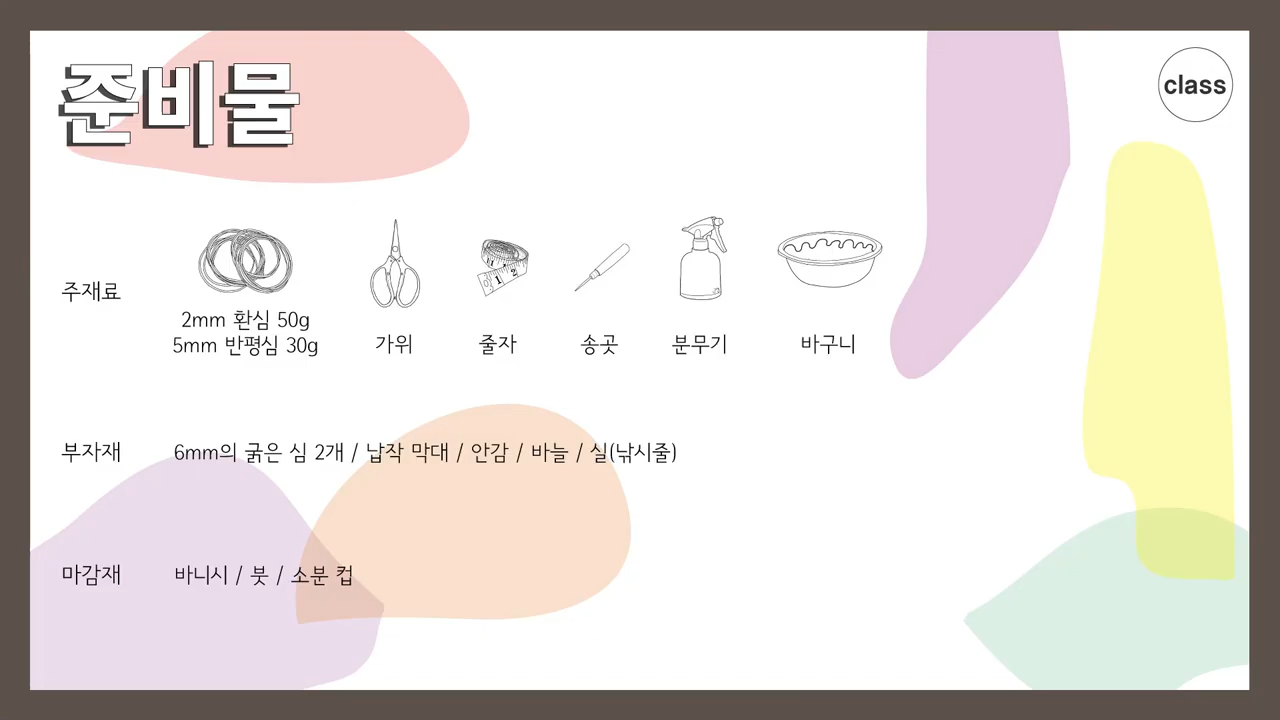 준비물
class
주재료
2mm 환심 50g
5mm 반평심 30g
가위
줄자
송곳
분무기
바구니
부자재
6mm의 굵은 심 2개 / 납작 막대 / 안감 / 바늘 / 실(낚시줄)
마감재
바니시 / 붓 / 소분 컵